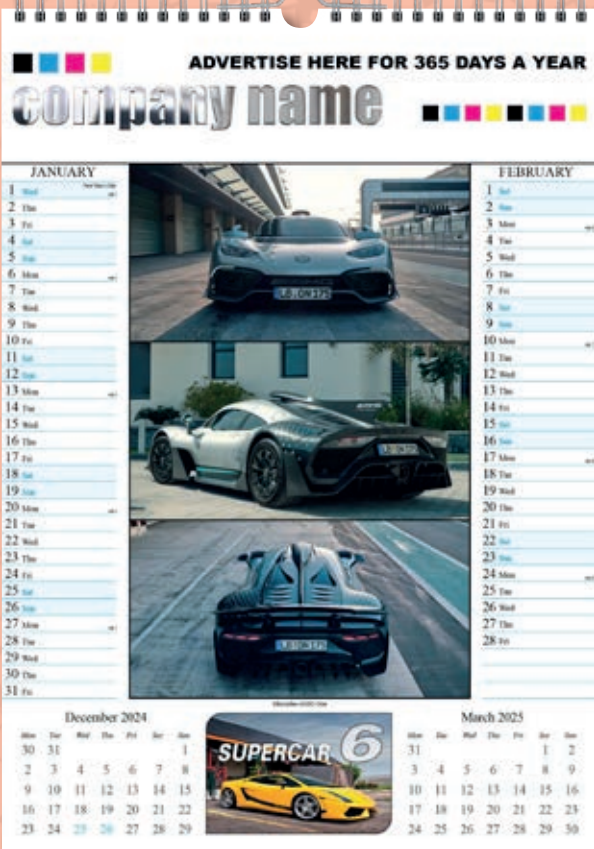 ADVERTISE HERE FOR 365 DAYS A YEAR
company name
JANUARY
1 Wed
2 Thu
3 Fri
4 Sat
5 Sun
6 Mon
7 Tue
8 Wed
9 Thu
10 Fri
11 Sat
12 Sun
13 Mon
14 Tue
15 Wed
16 Thu
17 Fri
18 Sat
19 Sun
20 Mon
21 Tue
22 Wed
23 Thu
24 Fri
25 Sat
26 Sun
27 Mon
28 Tue
29 Wed
30 Thu
31 Fri
FEBRUARY
1 Sat
2 Sun
3 Mon
4 Tue
5 Wed
6 Thu
7 Fri
8 Sat
9 Sun
10 Mon
11 Tue
12 Wed
13 Thu
14 Fri
15 Sat
16 Sun
17 Mon
18 Tue
19 Wed
20 Thu
21 Fri
22 Sat
23 Sun
24 Mon
25 Tue
26 Wed
27 Thu
28 Fri
December 2024
Mon Tue Wed Thu Fri Sat Sun
30 31 1
2 3 4 5 6 7 8
9 10 11 12 13 14 15
16 17 18 19 20 21 22
23 24 25 26 27 28 29
SUPERCAR 6
March 2025
Mon Tue Wed Thu Fri Sat Sun
31 1 2
3 4 5 6 7 8 9
10 11 12 13 14 15 16
17 18 19 20 21 22 23
24 25 26 27 28 29 30